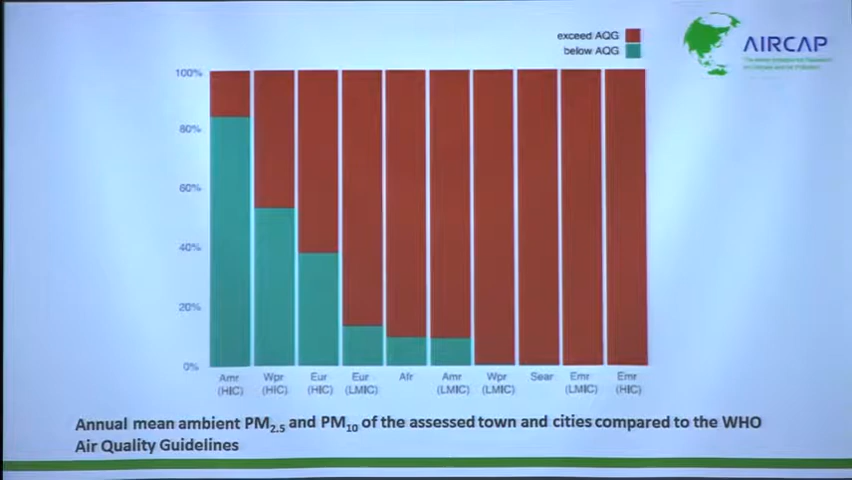 exceed AQG
below AQG
AIRCAP
100%
80%
60%
40%
20%
0%
Amr (HIC)
Wpr (HIC)
Eur (HIC)
Eur (LMIC)
Afr
Amr (LMIC)
Wpr (LMIC)
Sear
Emr (LMIC)
Emr (HIC)
Annual mean ambient PM2.5 and PM10 of the assessed town and cities compared to the WHO
Air Quality Guidelines